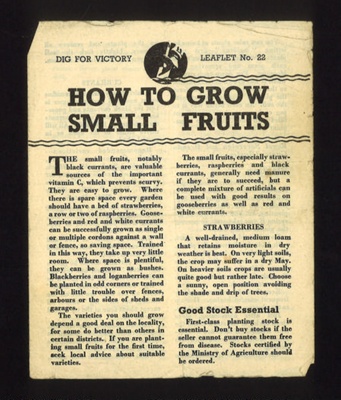 DIG FOR VICTORY LEAFLET No. 22
HOW TO GROW
SMALL FRUITS
THE small fruits, notably
black currants, are valuable
sources of the important
vitamin C, which prevents scurvy.
They are easy to grow. Where
there is spare space every garden
should have a bed of strawberries,
a row or two of raspberries. Goose-
berries and red and white currants
can be successfully grown as single
or multiple cordons against a wall
or fence, so saving space. Trained
in this way, they take up very little
room. Where space is plentiful,
they can be grown as bushes.
Blackberries and loganberries can
be planted in odd corners or trained
with little trouble over fences,
arbours or the sides of sheds and
garages.
The varieties you should grow
depend a good deal on the locality,
for some do better than others in
certain districts. If you are plant-
ing small fruits for the first time,
seek local advice about suitable
varieties.
The small fruits, especially straw-
berries, raspberries and black
currants, generally need manure
if they are to succeed, but a
complete mixture of artificials can
be used with good results on
gooseberries as well as red and
white currants.
STRAWBERRIES
A well-drained, medium loam
that retains moisture in dry
weather is best. On very light soils,
the crop may suffer in a dry May.
On heavier soils crops are usually
quite good but rather late. Choose
a sunny, open position avoiding
the shade and drip of trees.
Good Stock Essential
First-class planting stock is
essential. Don't buy stocks if the
seller cannot guarantee them free
from disease. Stocks certified by
the Ministry of Agriculture should
be ordered.